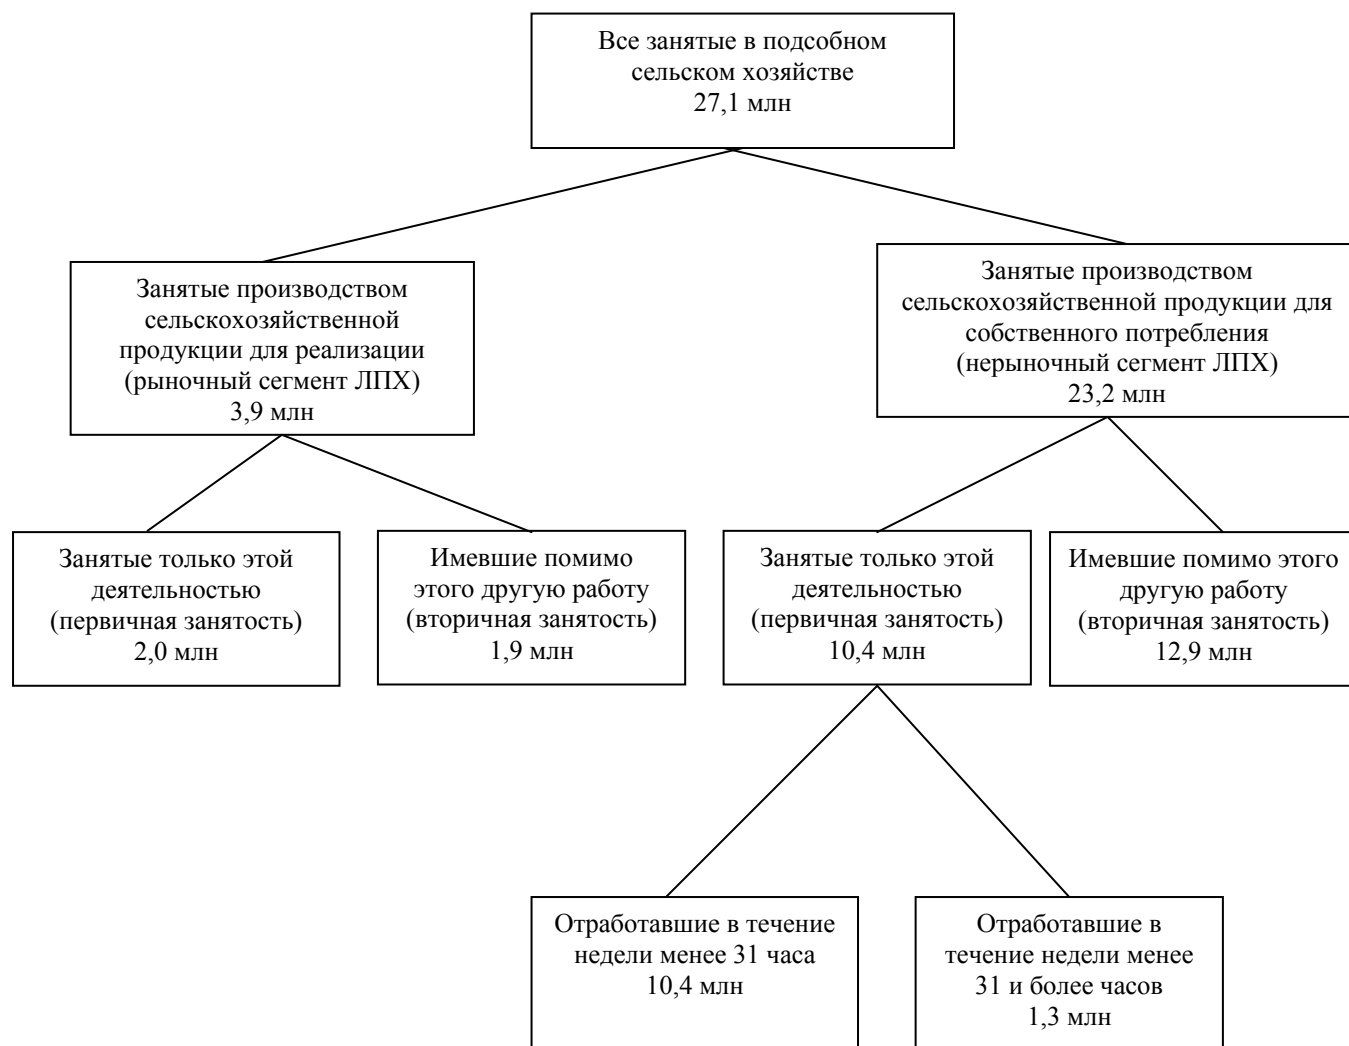 Все занятые в подсобном
сельском хозяйстве
27,1 млн
Занятые производством
сельскохозяйственной
продукции для реализации
(рыночный сегмент ЛПХ)
3,9 млн
Занятые производством
сельскохозяйственной продукции для
собственного потребления
(нерыночный сегмент ЛПХ)
23,2 млн
Занятые только этой
деятельностью
(первичная занятость)
2,0 млн
Имевшие помимо
этого другую работу
(вторичная занятость)
1,9 млн
Занятые только этой
деятельностью
(первичная занятость)
10,4 млн
Имевшие помимо этого
другую работу
(вторичная занятость)
12,9 млн
Отработавшие в течение
недели менее 31 часа
10,4 млн
Отработавшие в
течение недели менее
31 и более часов
1,3 млн